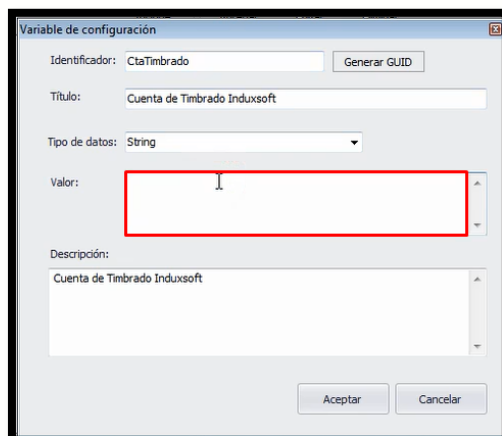 Variable de configuración
Identificador: CtaTimbrado Generar GUID
Título: Cuenta de Timbrado Induxsoft
Tipo de datos: String
Valor:
Descripción:
Cuenta de Timbrado Induxsoft
Aceptar Cancelar